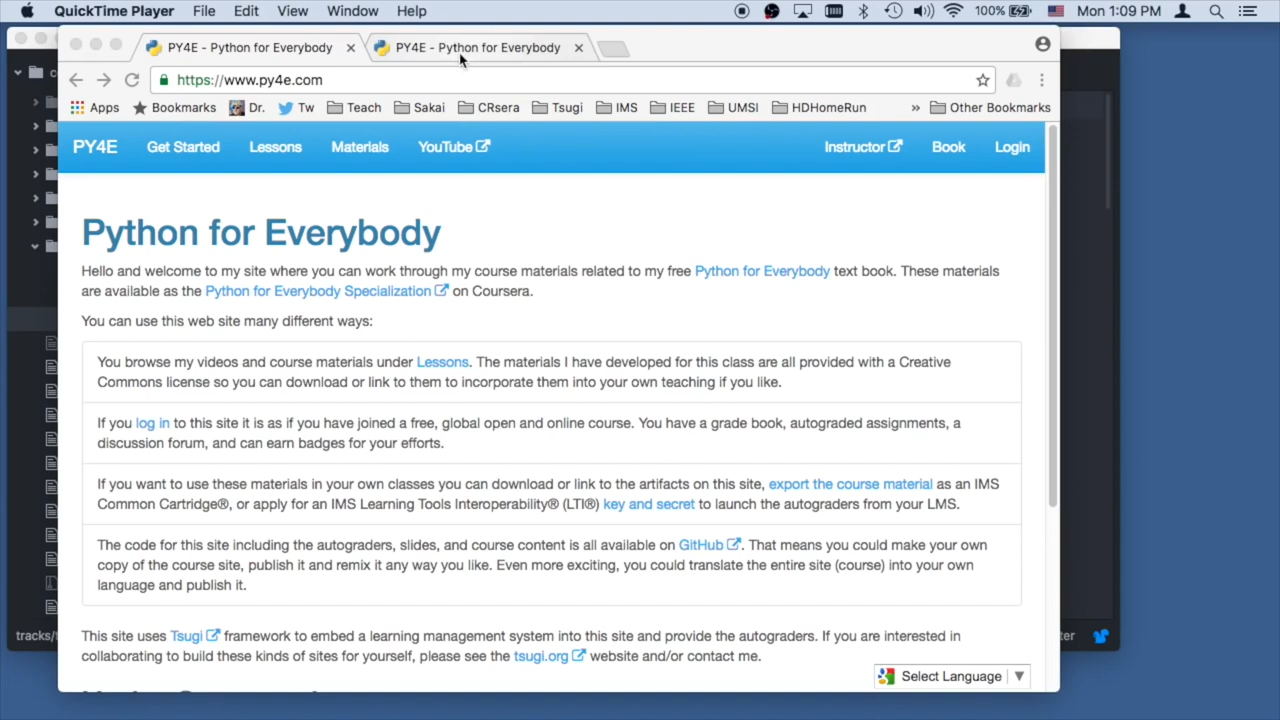 QuickTime Player File Edit View Window Help 100% Mon 1:09 PM
PY4E - Python for Everybody PY4E - Python for Everybody
https://www.py4e.com
Apps Bookmarks Dr. Tw Teach Sakai CRsera Tsugi IMS IEEE UMSI HDHomeRun » Other Bookmarks
PY4E Get Started Lessons Materials YouTube Instructor Book Login
Python for Everybody
Hello and welcome to my site where you can work through my course materials related to my free Python for Everybody text book. These materials
are available as the Python for Everybody Specialization on Coursera.
You can use this web site many different ways:
You browse my videos and course materials under Lessons. The materials I have developed for this class are all provided with a Creative
Commons license so you can download or link to them to incorporate them into your own teaching if you like.
If you log in to this site it is as if you have joined a free, global open and online course. You have a grade book, autograded assignments, a
discussion forum, and can earn badges for your efforts.
If you want to use these materials in your own classes you can download or link to the artifacts on this site, export the course material as an IMS
Common Cartridge®, or apply for an IMS Learning Tools Interoperability® (LTI®) key and secret to launch the autograders from your LMS.
The code for this site including the autograders, slides, and course content is all available on GitHub. That means you could make your own
copy of the course site, publish it and remix it any way you like. Even more exciting, you could translate the entire site (course) into your own
language and publish it.
tracks/
This site uses Tsugi framework to embed a learning management system into this site and provide the autograders. If you are interested in
collaborating to build these kinds of sites for yourself, please see the tsugi.org website and/or contact me.
Select Language